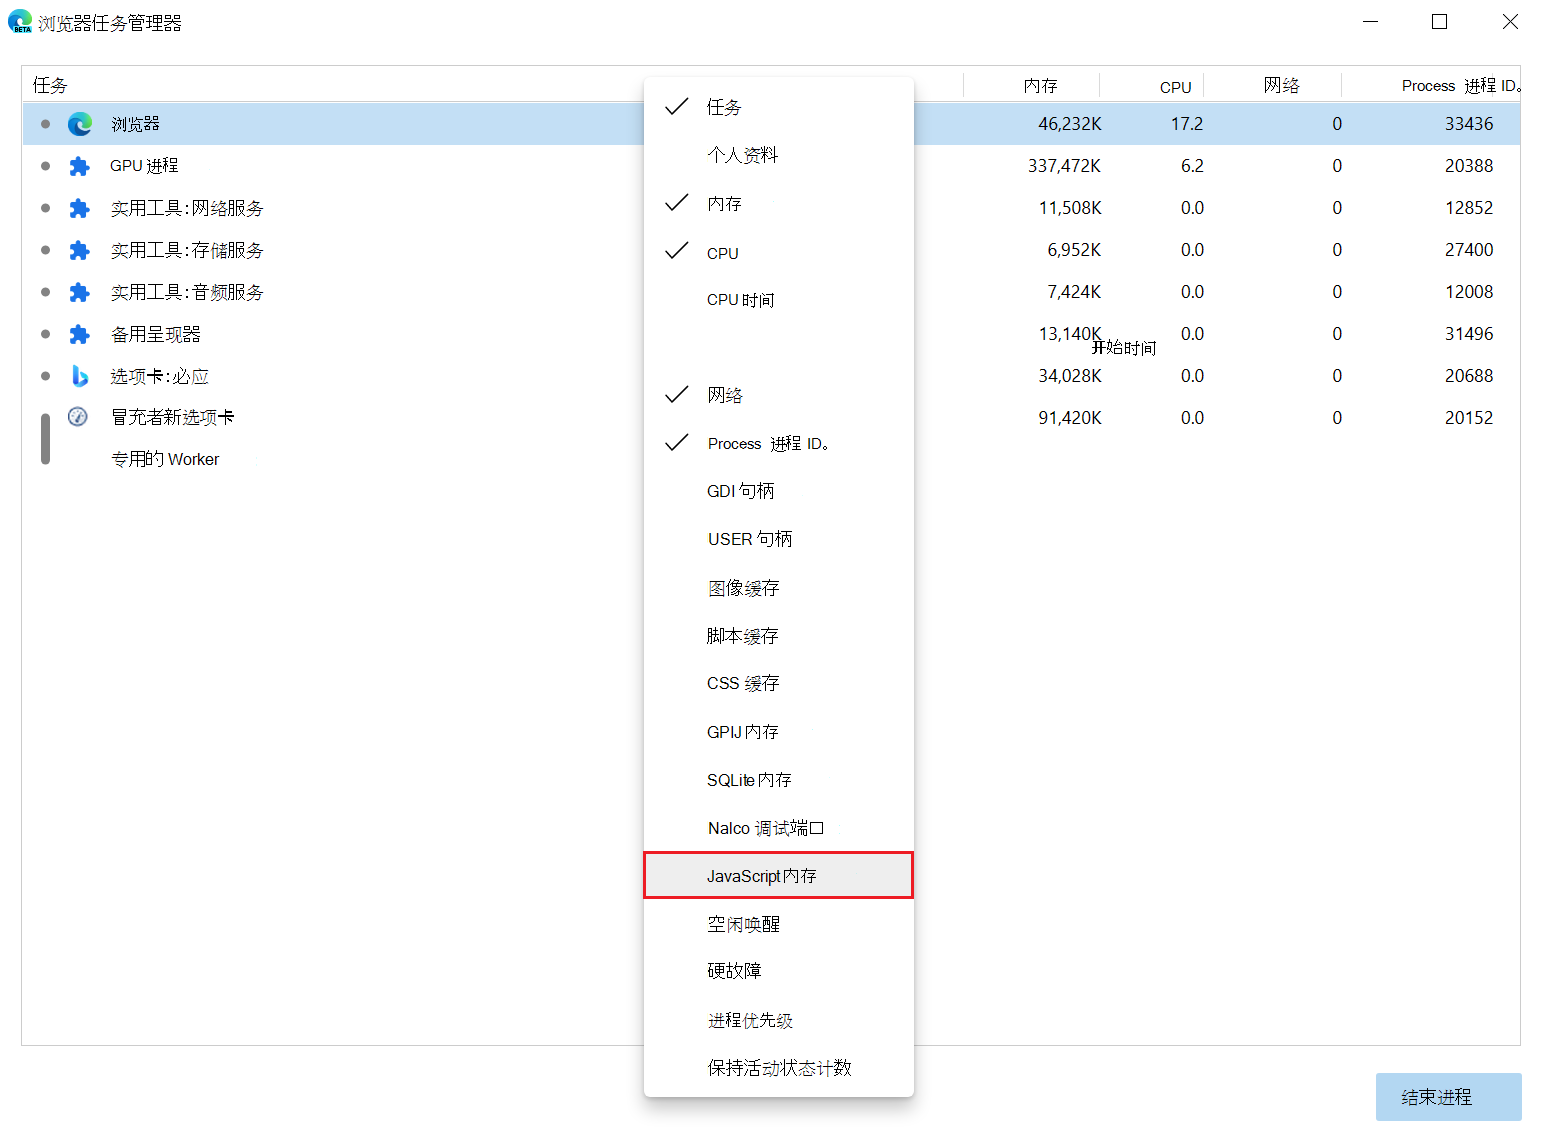 BETA 浏览器任务管理器
任务 内存 CPU 网络 Process 进程 ID。
浏览器 46,232K 17.2 0 33436
GPU 进程 337,472K 6.2 0 20388
实用工具:网络服务 11,508K 0.0 0 12852
实用工具:存储服务 6,952K 0.0 0 27400
实用工具:音频服务 7,424K 0.0 0 12008
备用呈现器 13,140K 0.0 0 31496
选项卡:必应 34,028K 0.0 0 20688
冒充者新选项卡 91,420K 0.0 0 20152
专用的 Worker
任务
个人资料
内存
CPU
CPU 时间
开始时间
网络
Process 进程 ID。
GDI 句柄
USER 句柄
图像缓存
脚本缓存
CSS 缓存
GPIJ 内存
SQLite 内存
Nalco 调试端口
JavaScript 内存
空闲唤醒
硬故障
进程优先级
保持活动状态计数
结束进程